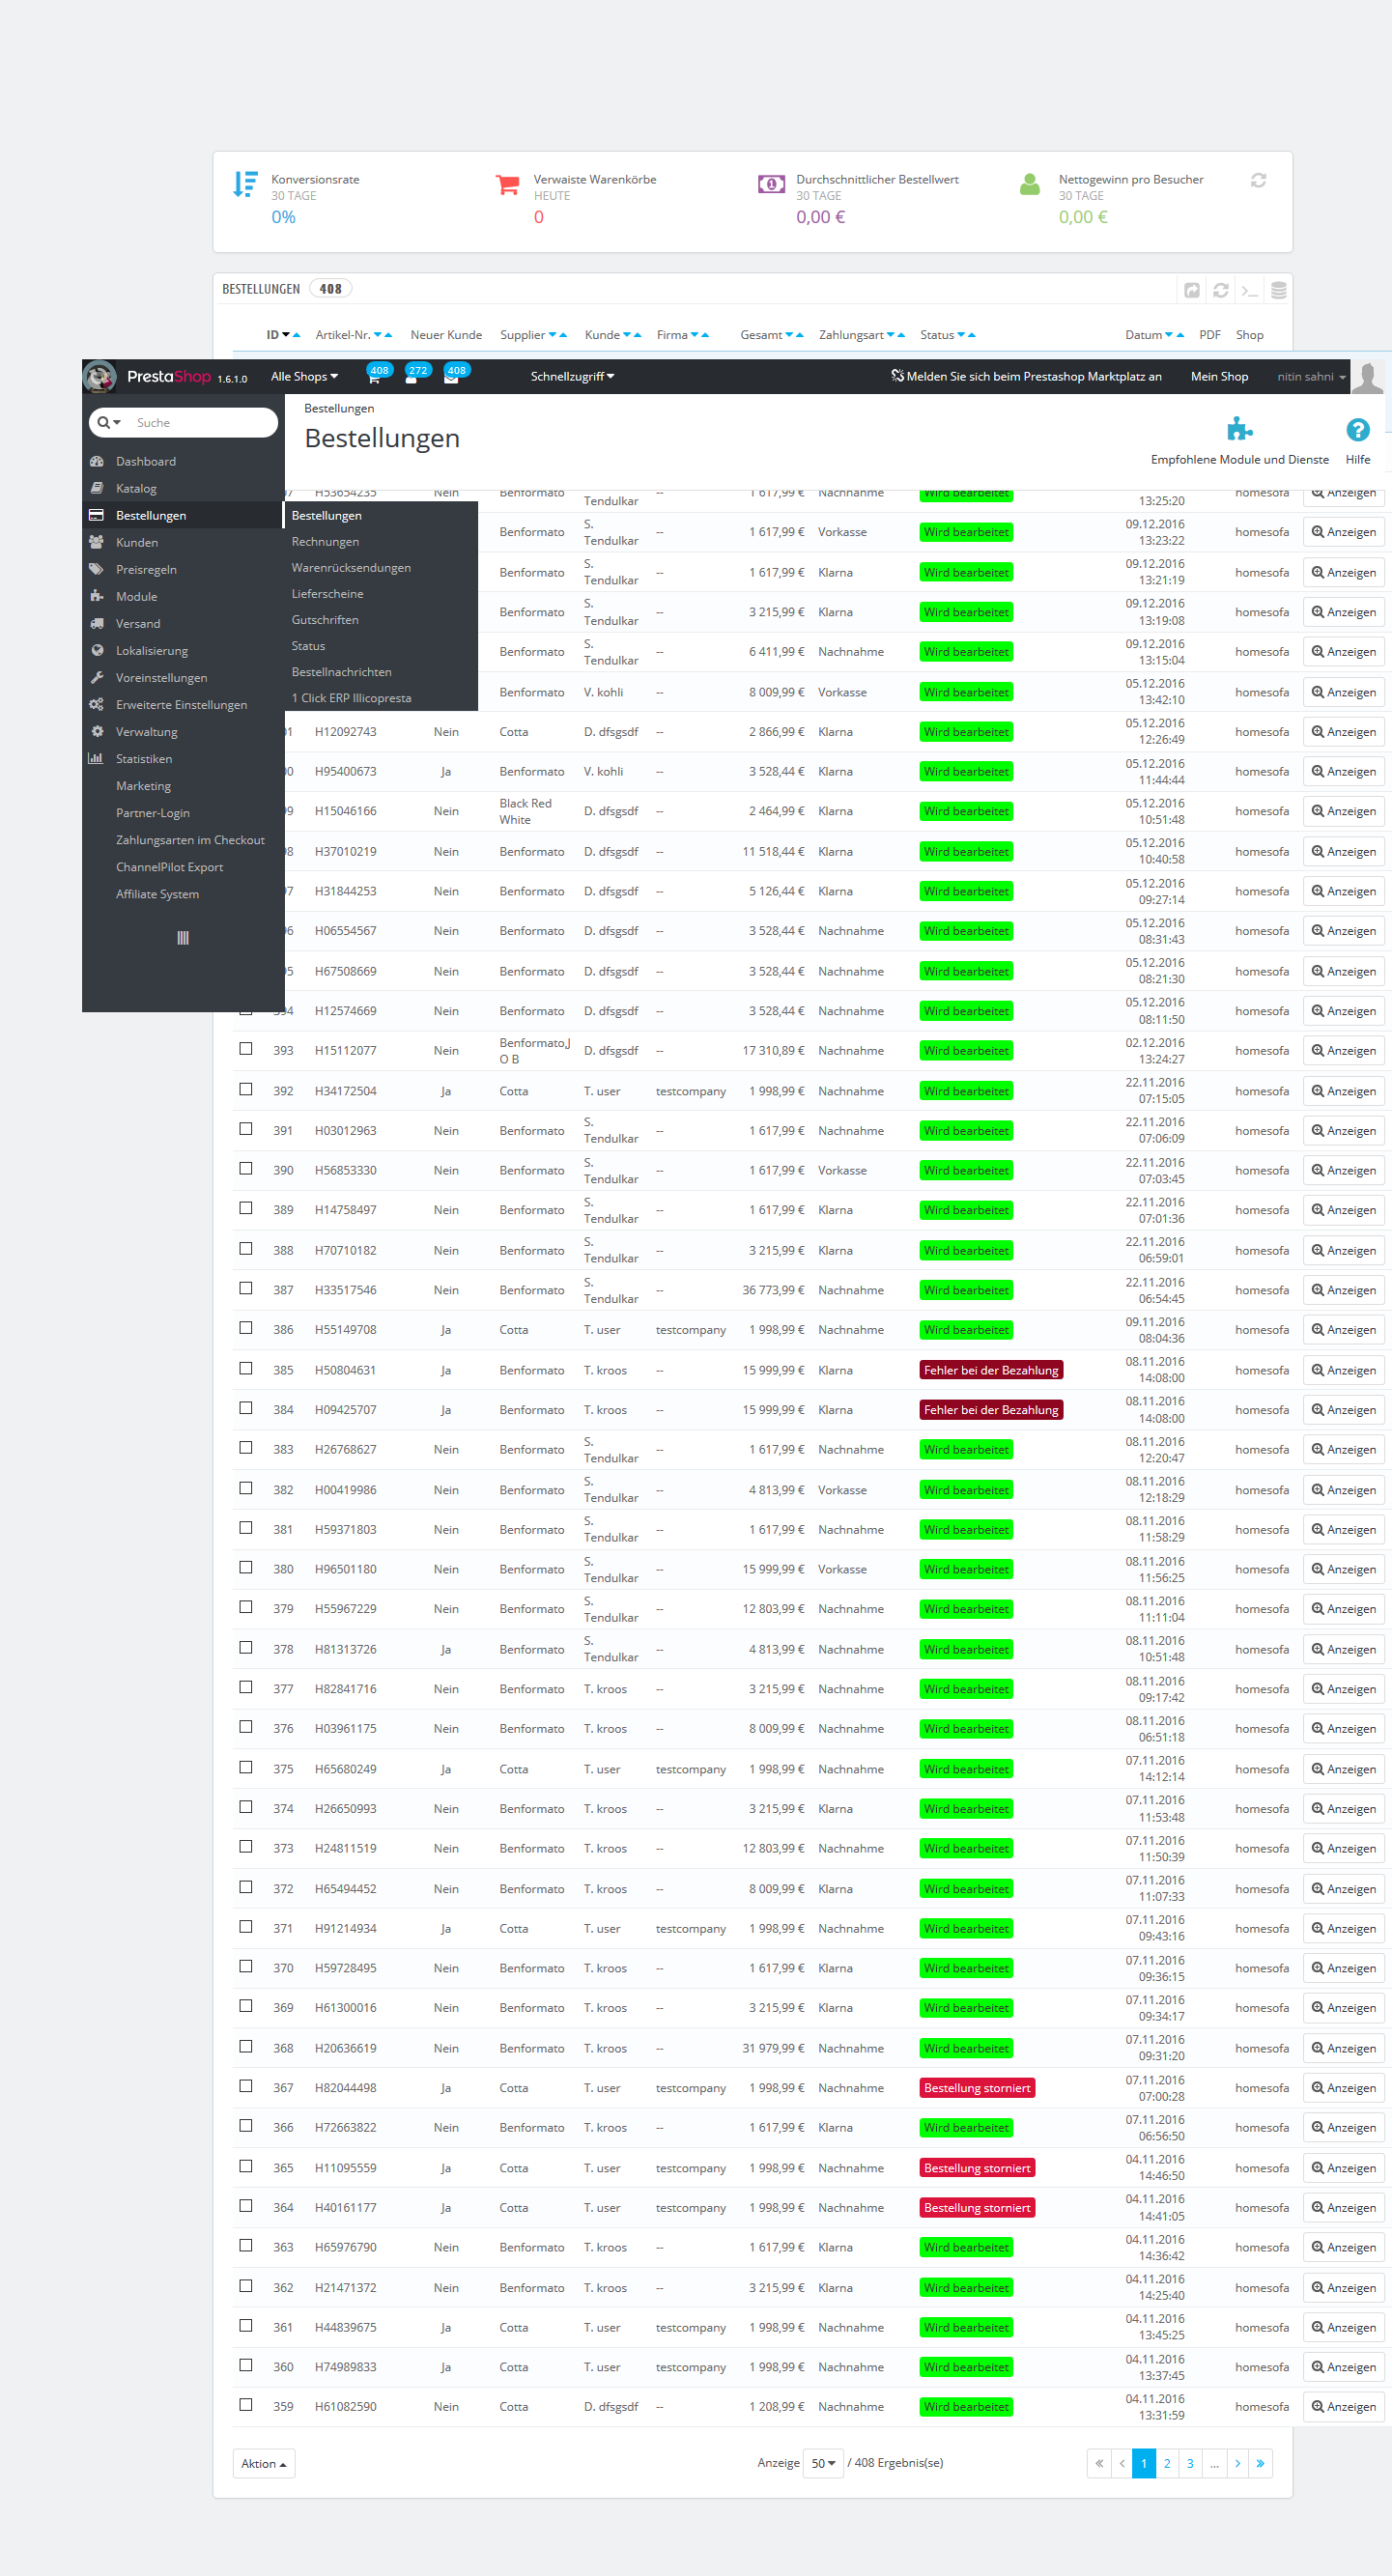 Konversionsrate
30 TAGE
0%
Verwaiste Warenkörbe
HEUTE
0
Durchschnittlicher Bestellwert
30 TAGE
0,00 €
Nettogewinn pro Besucher
30 TAGE
0,00 €
BESTELLUNGEN 408
ID Artikel-Nr. Neuer Kunde Supplier Kunde Firma Gesamt Zahlungsart Status Datum PDF Shop
PrestaShop 1.6.1.0 Alle Shops 408 272 408 Schnellzugriff Melden Sie sich beim Prestashop Marktplatz an Mein Shop nitin sahni
Suche
Dashboard
Katalog
Bestellungen
Kunden
Preisregeln
Module
Versand
Lokalisierung
Voreinstellungen
Erweiterte Einstellungen
Verwaltung
Statistiken
Marketing
Partner-Login
Zahlungsarten im Checkout
ChannelPilot Export
Affiliate System
Bestellungen
Bestellungen
Empfohlene Module und Dienste Hilfe
Bestellungen
Rechnungen
Warenrücksendungen
Lieferscheine
Gutschriften
Status
Bestellnachrichten
1 Click ERP Illicopresta
H53654235 Nein Benformato Tendulkar -- 1 617,99 € Nachnahme Wird bearbeitet 13:25:20 homesofa Anzeigen
Benformato S. Tendulkar -- 1 617,99 € Vorkasse Wird bearbeitet 09.12.2016 13:23:22 homesofa Anzeigen
Benformato S. Tendulkar -- 1 617,99 € Klarna Wird bearbeitet 09.12.2016 13:21:19 homesofa Anzeigen
Benformato S. Tendulkar -- 3 215,99 € Klarna Wird bearbeitet 09.12.2016 13:19:08 homesofa Anzeigen
Benformato S. Tendulkar -- 6 411,99 € Nachnahme Wird bearbeitet 09.12.2016 13:15:04 homesofa Anzeigen
Benformato V. kohli -- 8 009,99 € Vorkasse Wird bearbeitet 05.12.2016 13:42:10 homesofa Anzeigen
H12092743 Nein Cotta D. dfsgsdf -- 2 866,99 € Klarna Wird bearbeitet 05.12.2016 12:26:49 homesofa Anzeigen
H95400673 Ja Benformato V. kohli -- 3 528,44 € Klarna Wird bearbeitet 05.12.2016 11:44:44 homesofa Anzeigen
H15046166 Nein Black Red White D. dfsgsdf -- 2 464,99 € Klarna Wird bearbeitet 05.12.2016 10:51:48 homesofa Anzeigen
H37010219 Nein Benformato D. dfsgsdf -- 11 518,44 € Klarna Wird bearbeitet 05.12.2016 10:40:58 homesofa Anzeigen
H31844253 Nein Benformato D. dfsgsdf -- 5 126,44 € Klarna Wird bearbeitet 05.12.2016 09:27:14 homesofa Anzeigen
H06554567 Nein Benformato D. dfsgsdf -- 3 528,44 € Nachnahme Wird bearbeitet 05.12.2016 08:31:43 homesofa Anzeigen
H67508669 Nein Benformato D. dfsgsdf -- 3 528,44 € Nachnahme Wird bearbeitet 05.12.2016 08:21:30 homesofa Anzeigen
394 H12574669 Nein Benformato D. dfsgsdf -- 3 528,44 € Nachnahme Wird bearbeitet 05.12.2016 08:11:50 homesofa Anzeigen
393 H15112077 Nein Benformato,J O B D. dfsgsdf -- 17 310,89 € Nachnahme Wird bearbeitet 02.12.2016 13:24:27 homesofa Anzeigen
392 H34172504 Ja Cotta T. user testcompany 1 998,99 € Nachnahme Wird bearbeitet 22.11.2016 07:15:05 homesofa Anzeigen
391 H03012963 Nein Benformato S. Tendulkar -- 1 617,99 € Nachnahme Wird bearbeitet 22.11.2016 07:06:09 homesofa Anzeigen
390 H56853330 Nein Benformato S. Tendulkar -- 1 617,99 € Vorkasse Wird bearbeitet 22.11.2016 07:03:45 homesofa Anzeigen
389 H14758497 Nein Benformato S. Tendulkar -- 1 617,99 € Klarna Wird bearbeitet 22.11.2016 07:01:36 homesofa Anzeigen
388 H70710182 Nein Benformato S. Tendulkar -- 3 215,99 € Klarna Wird bearbeitet 22.11.2016 06:59:01 homesofa Anzeigen
387 H33517546 Nein Benformato S. Tendulkar -- 36 773,99 € Nachnahme Wird bearbeitet 22.11.2016 06:54:45 homesofa Anzeigen
386 H55149708 Ja Cotta T. user testcompany 1 998,99 € Nachnahme Wird bearbeitet 09.11.2016 08:04:36 homesofa Anzeigen
385 H50804631 Ja Benformato T. kroos -- 15 999,99 € Klarna Fehler bei der Bezahlung 08.11.2016 14:08:00 homesofa Anzeigen
384 H09425707 Ja Benformato T. kroos -- 15 999,99 € Klarna Fehler bei der Bezahlung 08.11.2016 14:08:00 homesofa Anzeigen
383 H26768627 Nein Benformato S. Tendulkar -- 1 617,99 € Nachnahme Wird bearbeitet 08.11.2016 12:20:47 homesofa Anzeigen
382 H00419986 Nein Benformato S. Tendulkar -- 4 813,99 € Vorkasse Wird bearbeitet 08.11.2016 12:18:29 homesofa Anzeigen
381 H59371803 Nein Benformato S. Tendulkar -- 1 617,99 € Nachnahme Wird bearbeitet 08.11.2016 11:58:29 homesofa Anzeigen
380 H96501180 Nein Benformato S. Tendulkar -- 15 999,99 € Vorkasse Wird bearbeitet 08.11.2016 11:56:25 homesofa Anzeigen
379 H55967229 Nein Benformato S. Tendulkar -- 12 803,99 € Nachnahme Wird bearbeitet 08.11.2016 11:11:04 homesofa Anzeigen
378 H81313726 Ja Benformato S. Tendulkar -- 4 813,99 € Nachnahme Wird bearbeitet 08.11.2016 10:51:48 homesofa Anzeigen
377 H82841716 Nein Benformato T. kroos -- 3 215,99 € Nachnahme Wird bearbeitet 08.11.2016 09:17:42 homesofa Anzeigen
376 H03961175 Nein Benformato T. kroos -- 8 009,99 € Nachnahme Wird bearbeitet 08.11.2016 06:51:18 homesofa Anzeigen
375 H65680249 Ja Cotta T. user testcompany 1 998,99 € Nachnahme Wird bearbeitet 07.11.2016 14:12:14 homesofa Anzeigen
374 H26650993 Nein Benformato T. kroos -- 3 215,99 € Klarna Wird bearbeitet 07.11.2016 11:53:48 homesofa Anzeigen
373 H24811519 Nein Benformato T. kroos -- 12 803,99 € Nachnahme Wird bearbeitet 07.11.2016 11:50:39 homesofa Anzeigen
372 H65494452 Nein Benformato T. kroos -- 8 009,99 € Klarna Wird bearbeitet 07.11.2016 11:07:33 homesofa Anzeigen
371 H91214934 Ja Cotta T. user testcompany 1 998,99 € Nachnahme Wird bearbeitet 07.11.2016 09:43:16 homesofa Anzeigen
370 H59728495 Nein Benformato T. kroos -- 1 617,99 € Klarna Wird bearbeitet 07.11.2016 09:36:15 homesofa Anzeigen
369 H61300016 Nein Benformato T. kroos -- 3 215,99 € Klarna Wird bearbeitet 07.11.2016 09:34:17 homesofa Anzeigen
368 H20636619 Nein Benformato T. kroos -- 31 979,99 € Nachnahme Wird bearbeitet 07.11.2016 09:31:20 homesofa Anzeigen
367 H82044498 Ja Cotta T. user testcompany 1 998,99 € Nachnahme Bestellung storniert 07.11.2016 07:00:28 homesofa Anzeigen
366 H72663822 Nein Benformato T. kroos -- 1 617,99 € Klarna Wird bearbeitet 07.11.2016 06:56:50 homesofa Anzeigen
365 H11095559 Ja Cotta T. user testcompany 1 998,99 € Nachnahme Bestellung storniert 04.11.2016 14:46:50 homesofa Anzeigen
364 H40161177 Ja Cotta T. user testcompany 1 998,99 € Nachnahme Bestellung storniert 04.11.2016 14:41:05 homesofa Anzeigen
363 H65976790 Nein Benformato T. kroos -- 1 617,99 € Klarna Wird bearbeitet 04.11.2016 14:36:42 homesofa Anzeigen
362 H21471372 Nein Benformato T. kroos -- 3 215,99 € Klarna Wird bearbeitet 04.11.2016 14:25:40 homesofa Anzeigen
361 H44839675 Ja Cotta T. user testcompany 1 998,99 € Nachnahme Wird bearbeitet 04.11.2016 13:45:25 homesofa Anzeigen
360 H74989833 Ja Cotta T. user testcompany 1 998,99 € Nachnahme Wird bearbeitet 04.11.2016 13:37:45 homesofa Anzeigen
359 H61082590 Nein Cotta D. dfsgsdf -- 1 208,99 € Nachnahme Wird bearbeitet 04.11.2016 13:31:59 homesofa Anzeigen
Aktion Anzeige 50 / 408 Ergebnis(se) « ‹ 1 2 3 ... › »